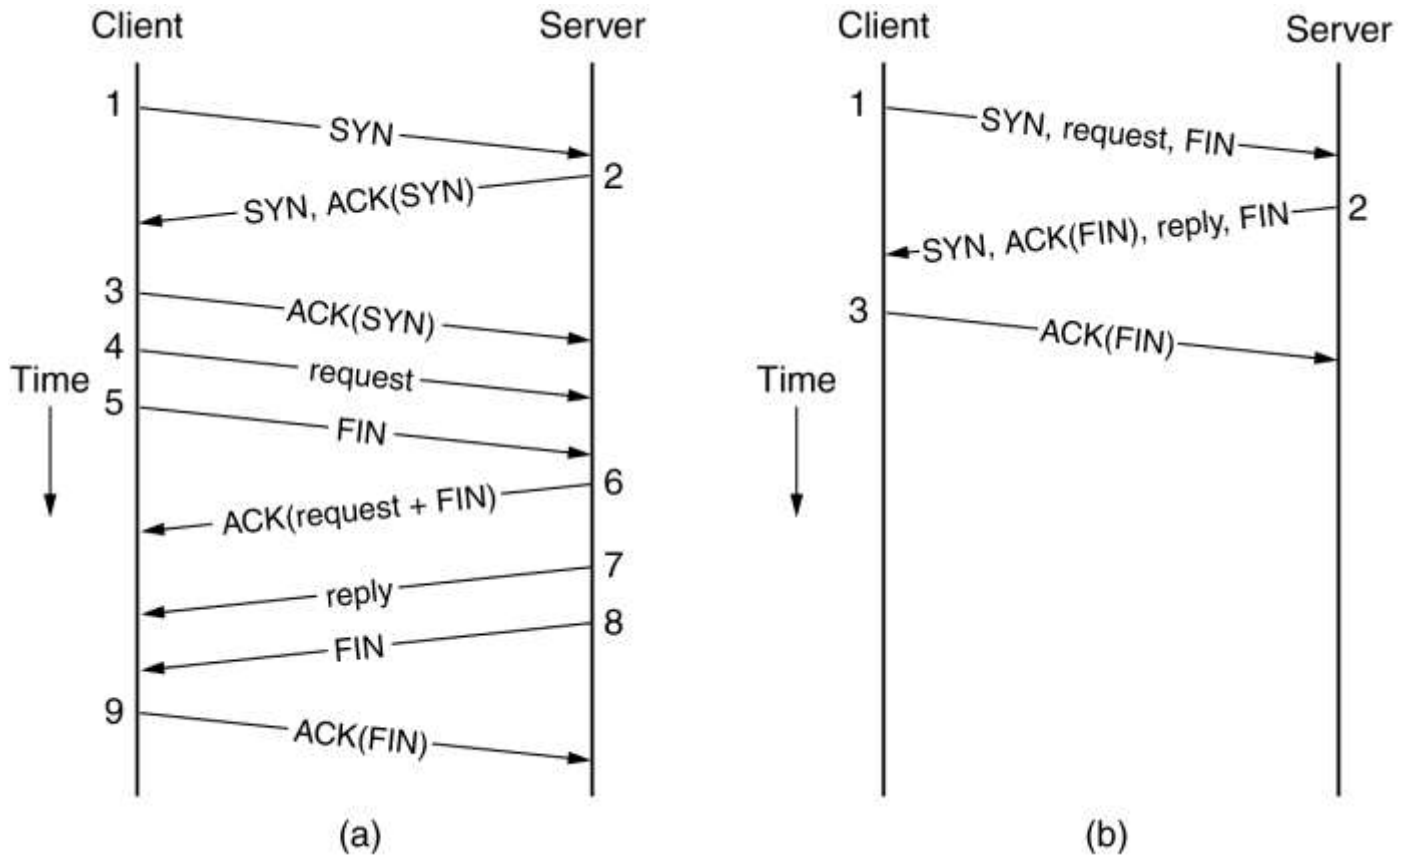 Client
Server
1
SYN
2
SYN, ACK(SYN)
3
ACK(SYN)
4
request
Time
5
FIN
6
ACK(request + FIN)
7
reply
8
FIN
9
ACK(FIN)
(a)
Client
Server
1
SYN, request, FIN
2
SYN, ACK(FIN), reply, FIN
3
ACK(FIN)
Time
(b)